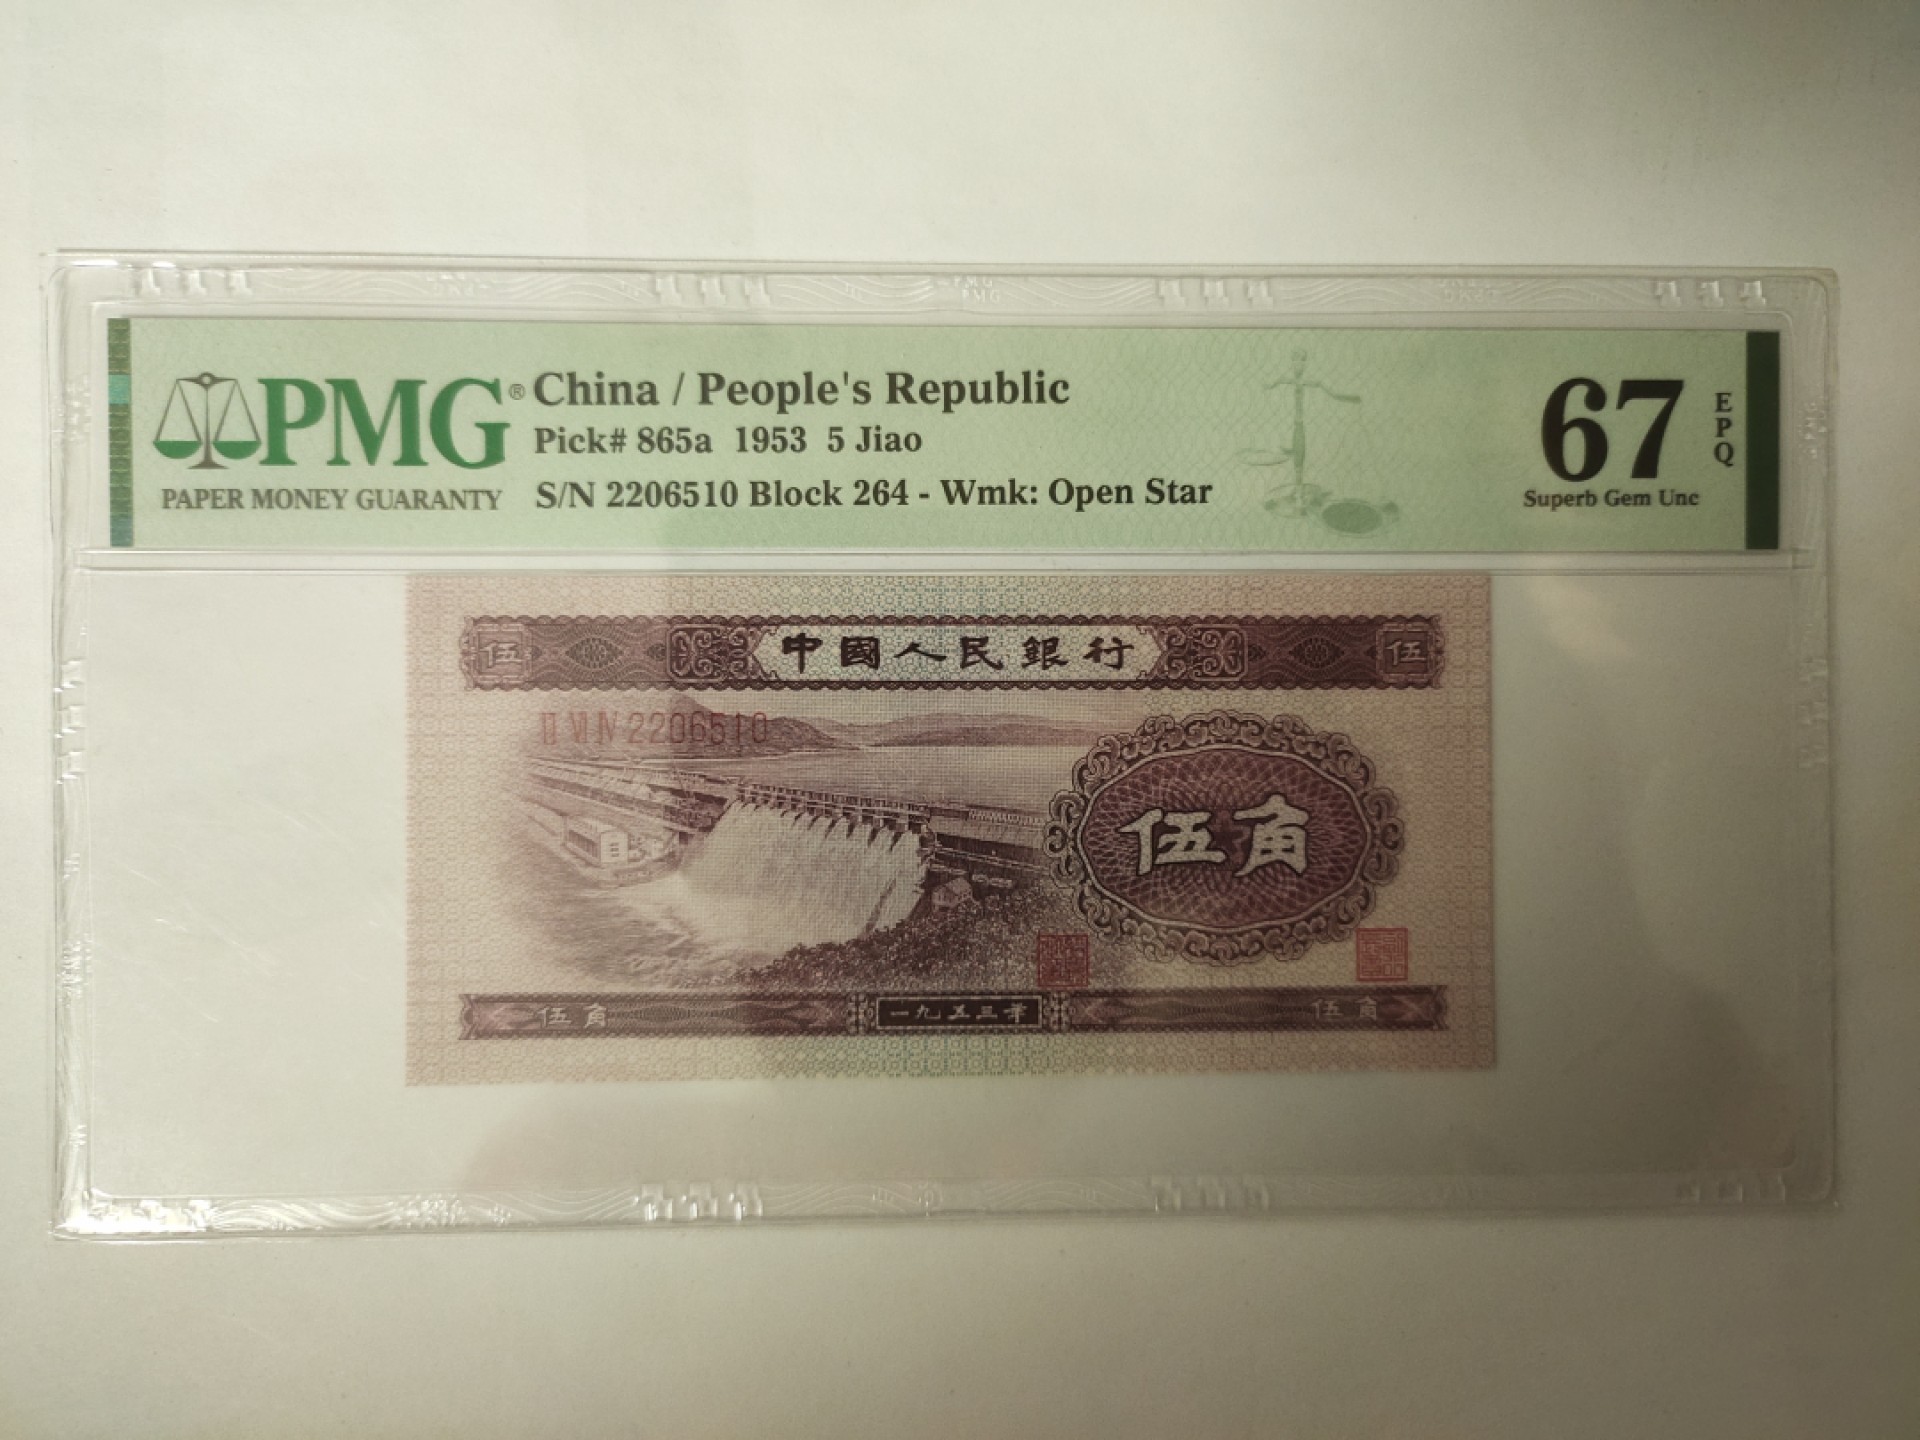 PMG®
PAPER MONEY GUARANTY
China / People's Republic
Pick# 865a 1953 5 Jiao
S/N 2206510 Block 264 - Wmk: Open Star
67
EPQ
Superb Gem Unc
伍 中國人民銀行 伍
II VI IV 2206510
伍角
伍角 一九五三年 伍角